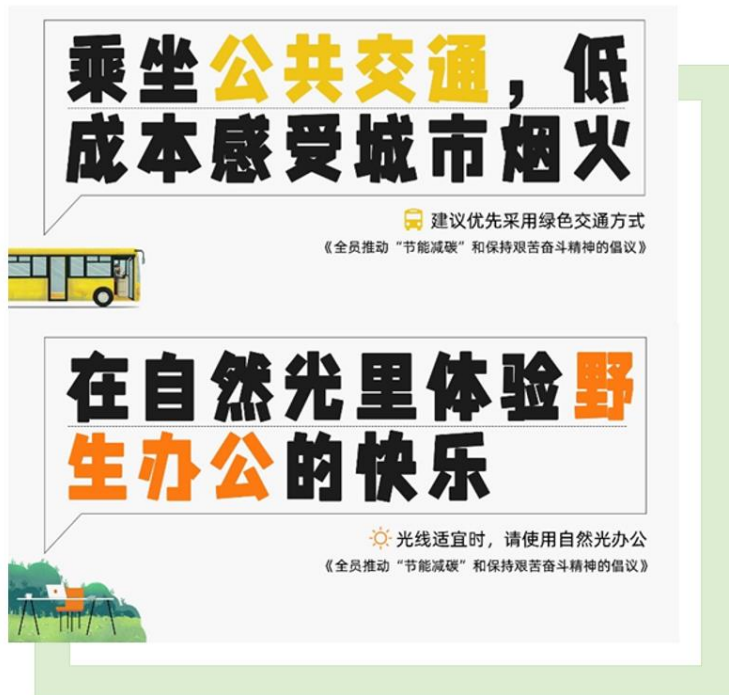 乘坐公共交通，低
成本感受城市烟火
建议优先采用绿色交通方式
《全员推动“节能减碳”和保持艰苦奋斗精神的倡议》
在自然光里体验野
生办公的快乐
光线适宜时，请使用自然光办公
《全员推动“节能减碳”和保持艰苦奋斗精神的倡议》